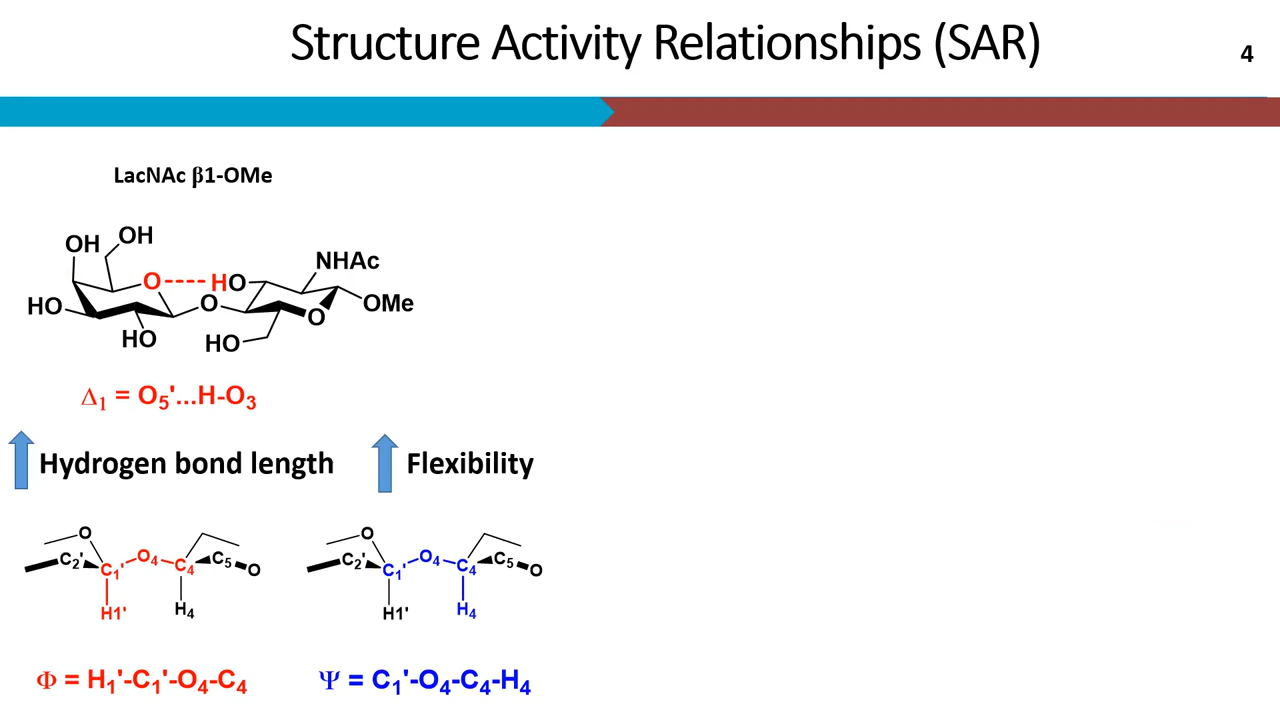 Structure Activity Relationships (SAR)
4
LacNAc β1-OMe
OH OH
NHAc
O HO
HO O OMe
O
HO HO
Δ₁ = O₅'...H-O₃
Hydrogen bond length Flexibility
O O
C₂' C₁' O₄ C₄ C₅ O C₂' C₁' O₄ C₄ C₅ O
H1' H₄ H1' H₄
Φ = H₁'-C₁'-O₄-C₄ Ψ = C₁'-O₄-C₄-H₄